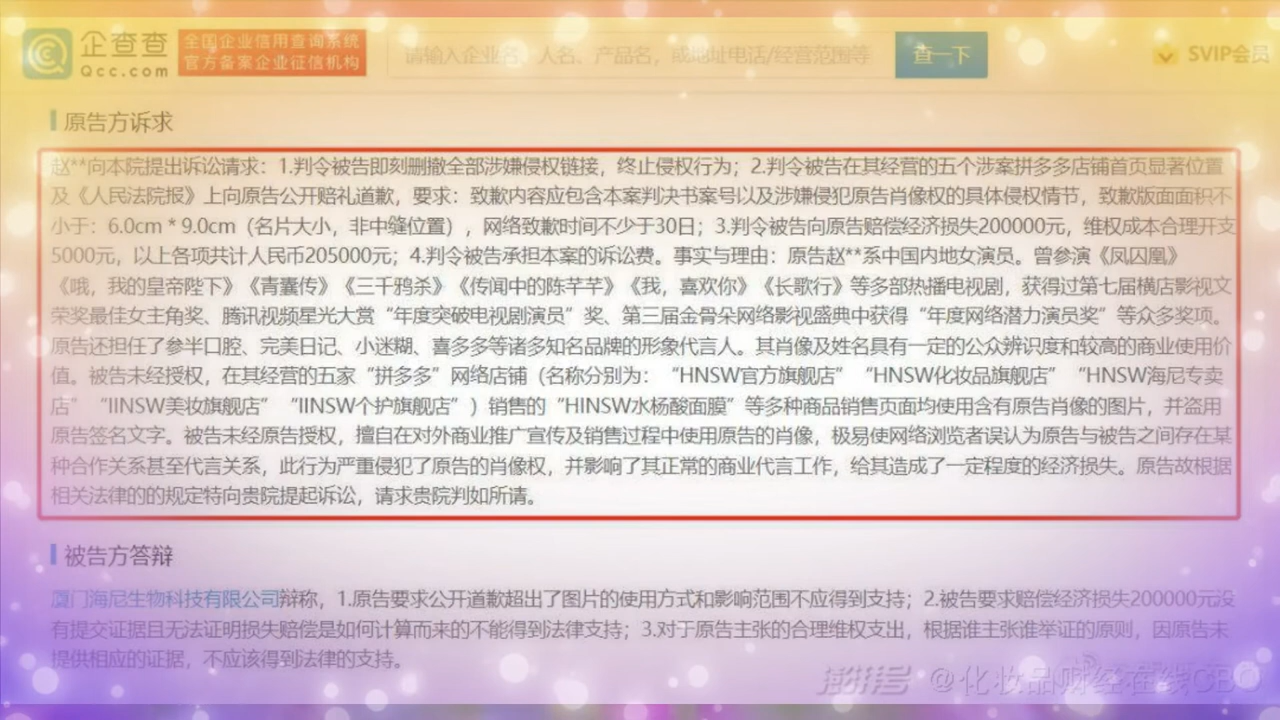 企查查
Qcc.com
全国企业信用查询系统
官方备案企业征信机构
请输入企业名、人名、产品名，或地址电话/经营范围等
查一下
SVIP会员
原告方诉求
赵**向本院提出诉讼请求：1.判令被告即刻删撤全部涉嫌侵权链接，终止侵权行为；2.判令被告在其经营的五个涉案拼多多店铺首页显著位置
及《人民法院报》上向原告公开赔礼道歉，要求：致歉内容应包含本案判决书案号以及涉嫌侵犯原告肖像权的具体侵权情节，致歉版面面积不
小于：6.0cm * 9.0cm（名片大小，非中缝位置），网络致歉时间不少于30日；3.判令被告向原告赔偿经济损失200000元，维权成本合理开支
5000元，以上各项共计人民币205000元；4.判令被告承担本案的诉讼费。事实与理由：原告赵**系中国内地女演员。曾参演《凤囚凰》
《哦，我的皇帝陛下》《青囊传》《三千鸦杀》《传闻中的陈芊芊》《我，喜欢你》《长歌行》等多部热播电视剧，获得过第七届横店影视文
荣奖最佳女主角奖、腾讯视频星光大赏“年度突破电视剧演员”奖、第三届金骨朵网络影视盛典中获得“年度网络潜力演员奖”等众多奖项。
原告还担任了参半口腔、完美日记、小迷糊、喜多多等诸多知名品牌的形象代言人。其肖像及姓名具有一定的公众辨识度和较高的商业使用价
值。被告未经授权，在其经营的五家“拼多多”网络店铺（名称分别为：“HNSW官方旗舰店”“HNSW化妆品旗舰店”“HNSW海尼专卖
店”“IINSW美妆旗舰店”“IINSW个护旗舰店”）销售的“HINSW水杨酸面膜”等多种商品销售页面均使用含有原告肖像的图片，并盗用
原告签名文字。被告未经原告授权，擅自在对外商业推广宣传及销售过程中使用原告的肖像，极易使网络浏览者误认为原告与被告之间存在某
种合作关系甚至代言关系，此行为严重侵犯了原告的肖像权，并影响了其正常的商业代言工作，给其造成了一定程度的经济损失。原告故根据
相关法律的的规定特向贵院提起诉讼，请求贵院判如所请。
被告方答辩
厦门海尼生物科技有限公司辩称，1.原告要求公开道歉超出了图片的使用方式和影响范围不应得到支持；2.被告要求赔偿经济损失200000元没
有提交证据且无法证明损失赔偿是如何计算而来的不能得到法律支持；3.对于原告主张的合理维权支出，根据谁主张谁举证的原则，因原告未
提供相应的证据，不应该得到法律的支持。
澎湃号 @化妆品财经在线CBO